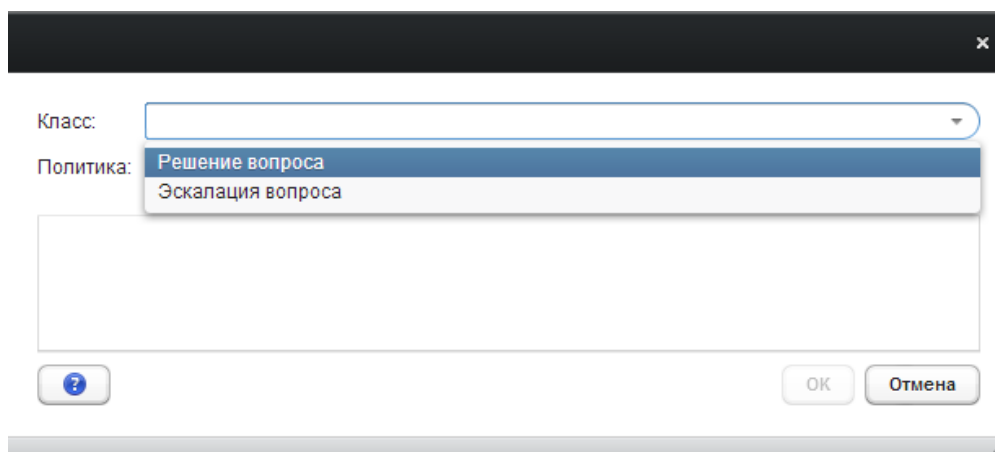 Класс:
Решение вопроса
Политика:
Эскалация вопроса
OK
Отмена